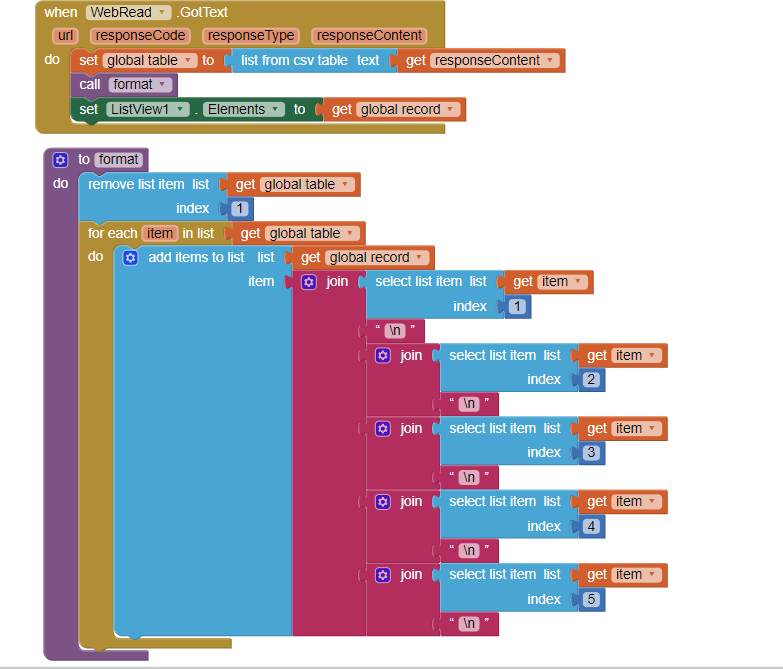 when WebRead .GotText
url responseCode responseType responseContent
do set global table to list from csv table text get responseContent
call format
set ListView1 . Elements to get global record
to format
do remove list item list get global table
index 1
for each item in list get global table
do add items to list list get global record
item join select list item list get item
index 1
“ \n ”
join select list item list get item
index 2
“ \n ”
join select list item list get item
index 3
“ \n ”
join select list item list get item
index 4
“ \n ”
join select list item list get item
index 5
“ \n ”